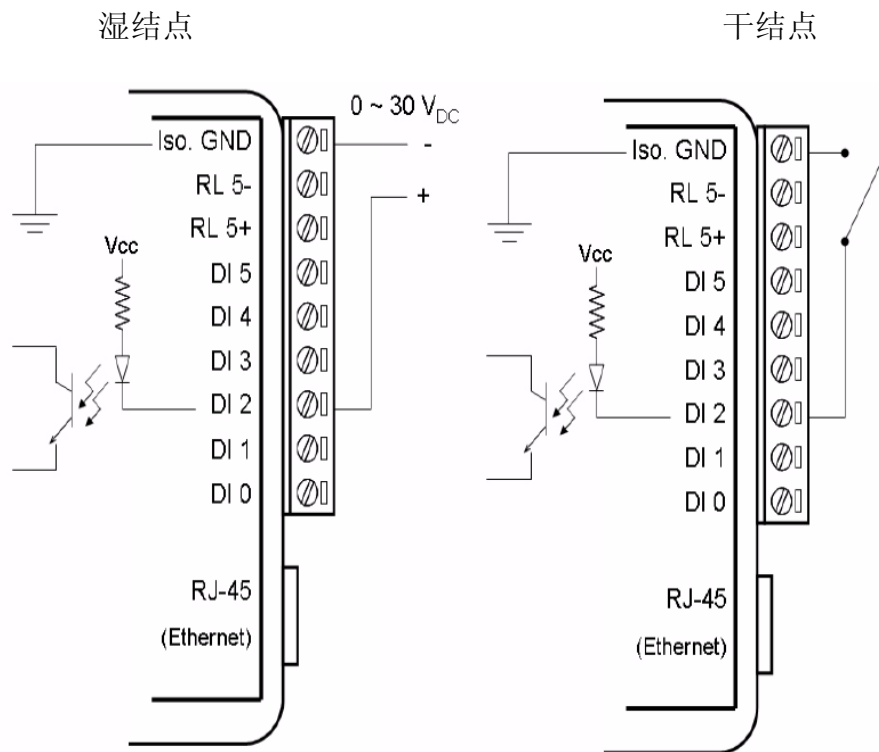 湿结点
0 ~ 30 VDC
Iso. GND
-
RL 5-
+
RL 5+
Vcc
DI 5
DI 4
DI 3
DI 2
DI 1
DI 0
RJ-45
(Ethernet)
干结点
Iso. GND
RL 5-
RL 5+
Vcc
DI 5
DI 4
DI 3
DI 2
DI 1
DI 0
RJ-45
(Ethernet)